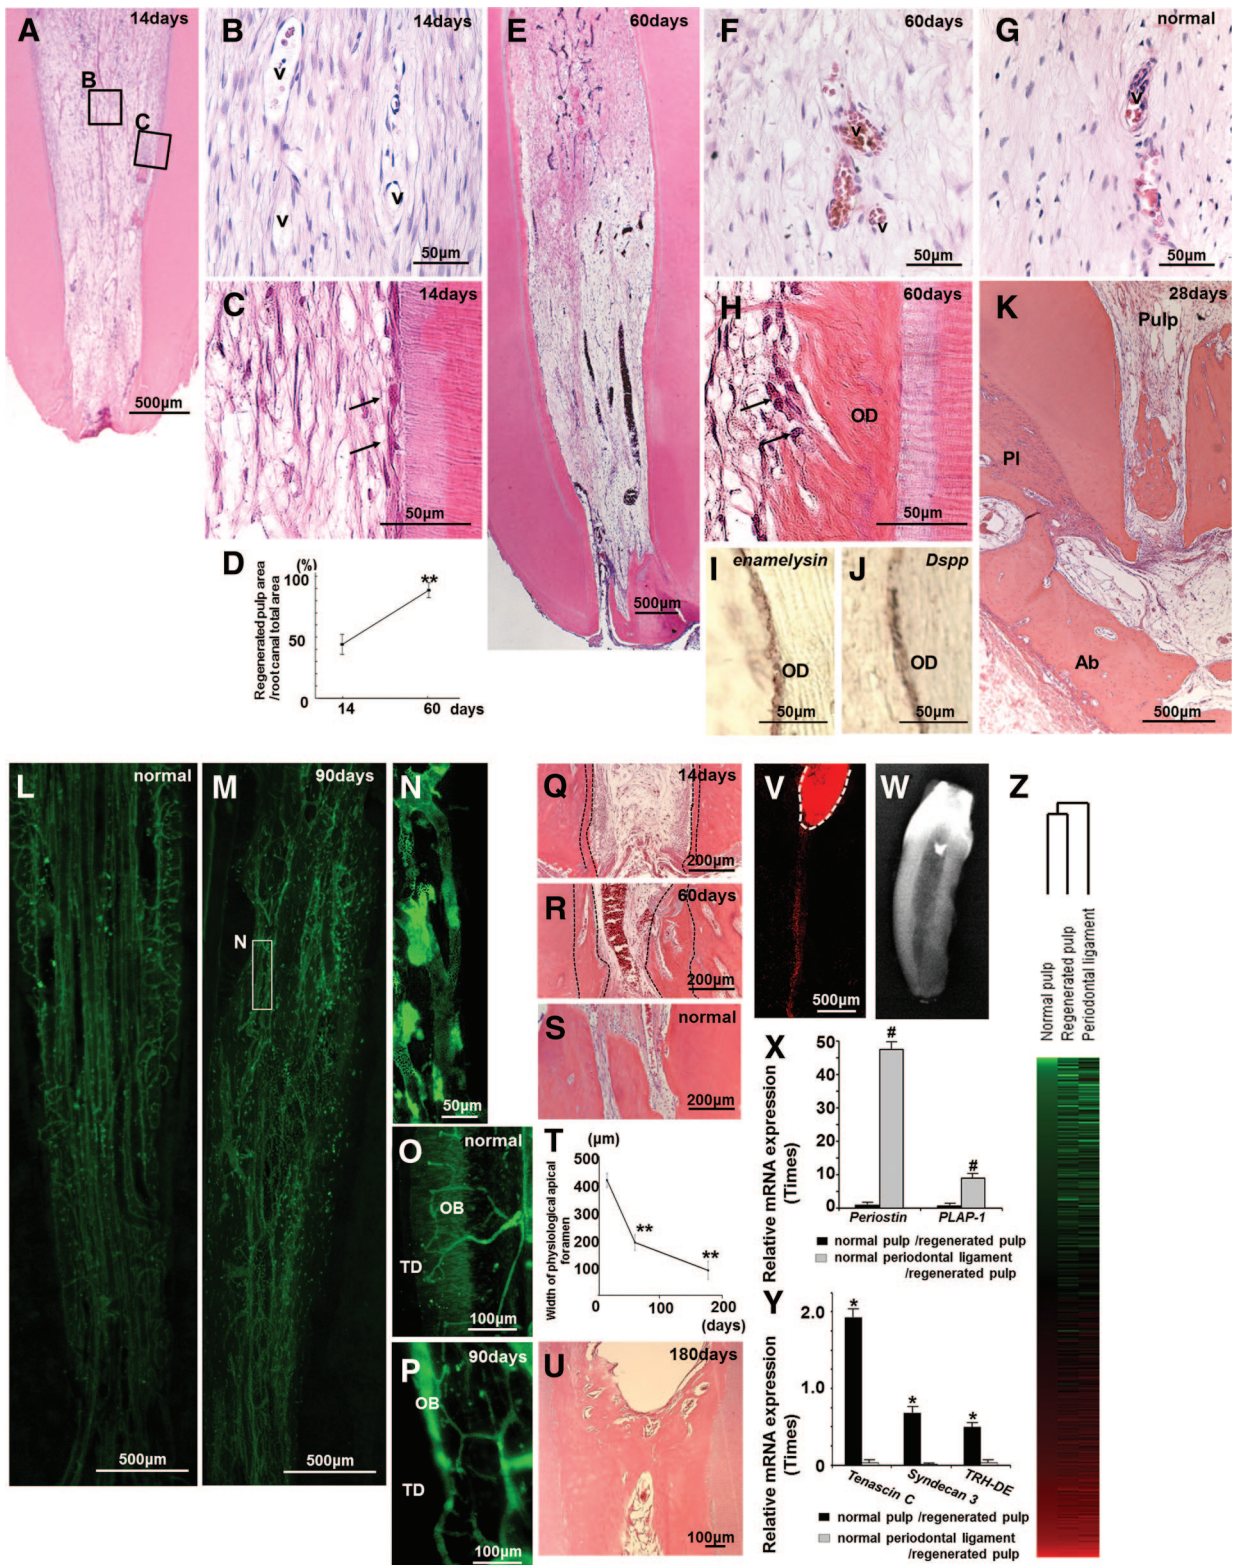 A
14days
B
C
500μm
B
14days
V
V
V
50μm
C
14days
50μm
D
(%)
100
50
0
14
60
days
Regenerated pulp area
/root canal total area
**
E
60days
500μm
F
60days
V
V
50μm
G
normal
V
50μm
H
60days
OD
50μm
I
enamelysin
OD
50μm
J
Dspp
OD
50μm
K
28days
Pulp
Pl
Ab
500μm
L
normal
500μm
M
90days
N
500μm
N
50μm
O
normal
OB
TD
100μm
P
90days
OB
TD
100μm
Q
14days
200μm
R
60days
200μm
S
normal
200μm
T
(μm)
500
400
300
200
100
0
100
200
(days)
Width of physiological apical
foramen
**
**
U
180days
100μm
V
500μm
W
X
Relative mRNA expression
(Times)
50
40
30
20
10
0
#
#
Periostin
PLAP-1
normal pulp /regenerated pulp
normal periodontal ligament
/regenerated pulp
Y
Relative mRNA expression
(Times)
2.0
1.0
0
*
*
*
Tenascin C
Syndecan 3
TRH-DE
normal pulp /regenerated pulp
normal periodontal ligament
/regenerated pulp
Z
Normal pulp
Regenerated pulp
Periodontal ligament